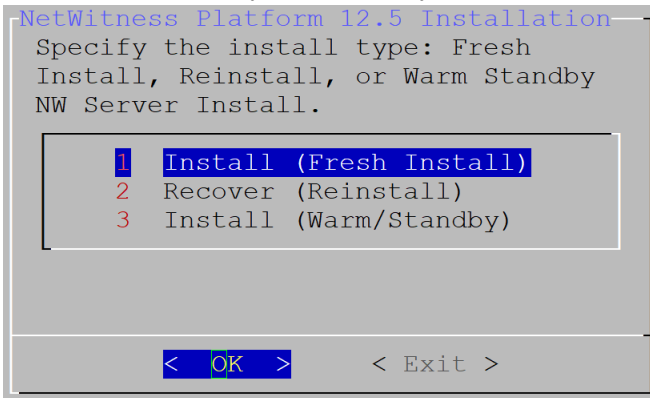 NetWitness Platform 12.5 Installation
Specify the install type: Fresh
Install, Reinstall, or Warm Standby
NW Server Install.
1 Install (Fresh Install)
2 Recover (Reinstall)
3 Install (Warm/Standby)
< OK > < Exit >